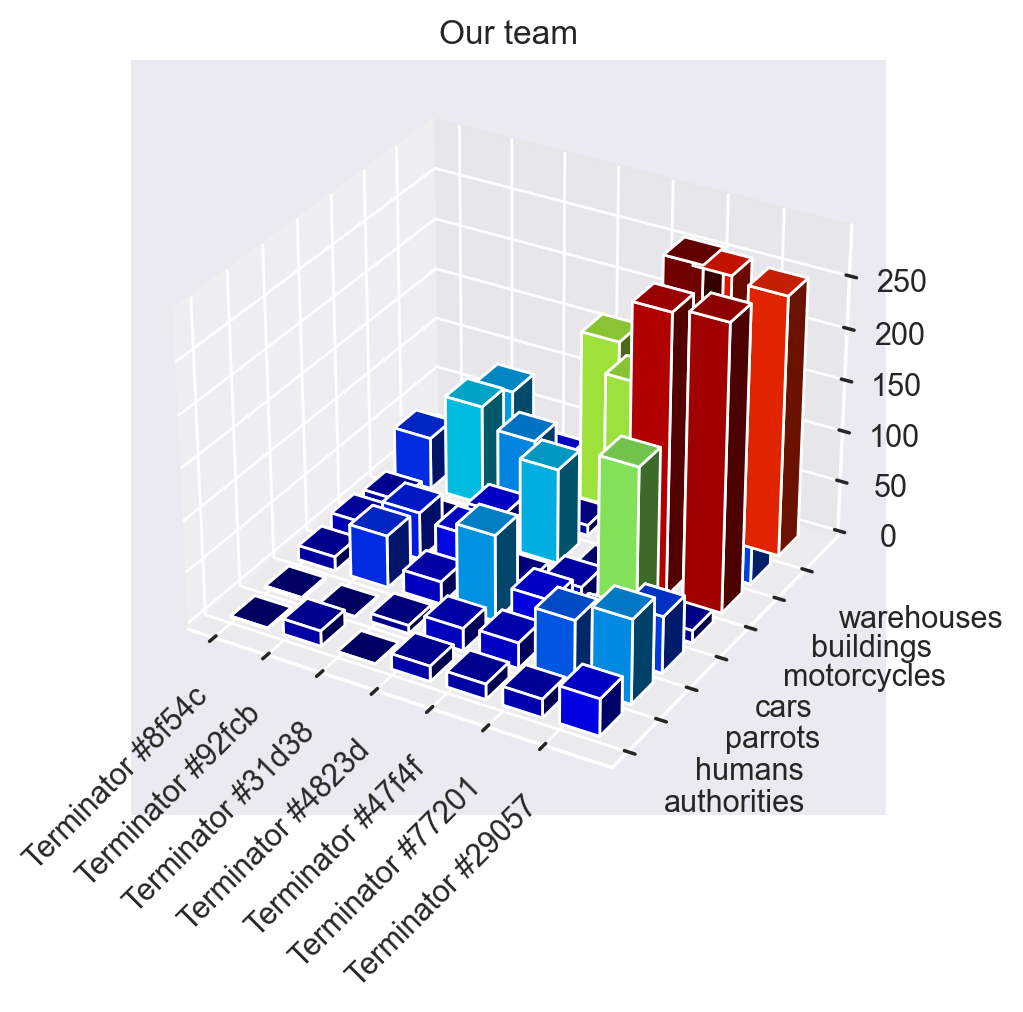 Our team
250
200
150
100
50
0
warehouses
buildings
motorcycles
cars
parrots
humans
authorities
Terminator #8f54c
Terminator #92fcb
Terminator #31d38
Terminator #4823d
Terminator #47f4f
Terminator #77201
Terminator #29057